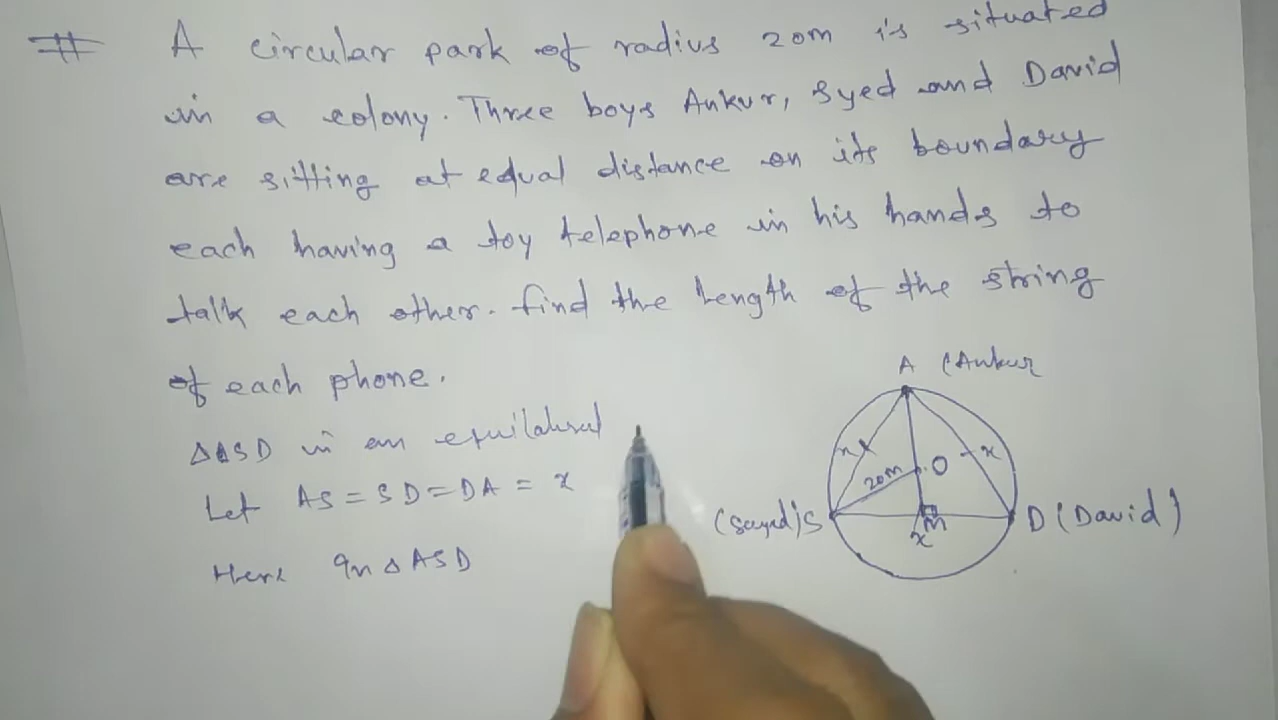 # A circular park of radius 20m is situated
in a colony. Three boys Ankur, Syed and David
are sitting at equal distance on its boundary
each having a toy telephone in his hands to
talk each other. find the length of the string
of each phone.
ΔASD is an equilateral
Let AS = SD = DA = x
Here In Δ ASD
A (Ankur
x
x
20m
O
(Sayed) S
M
D (David)
x